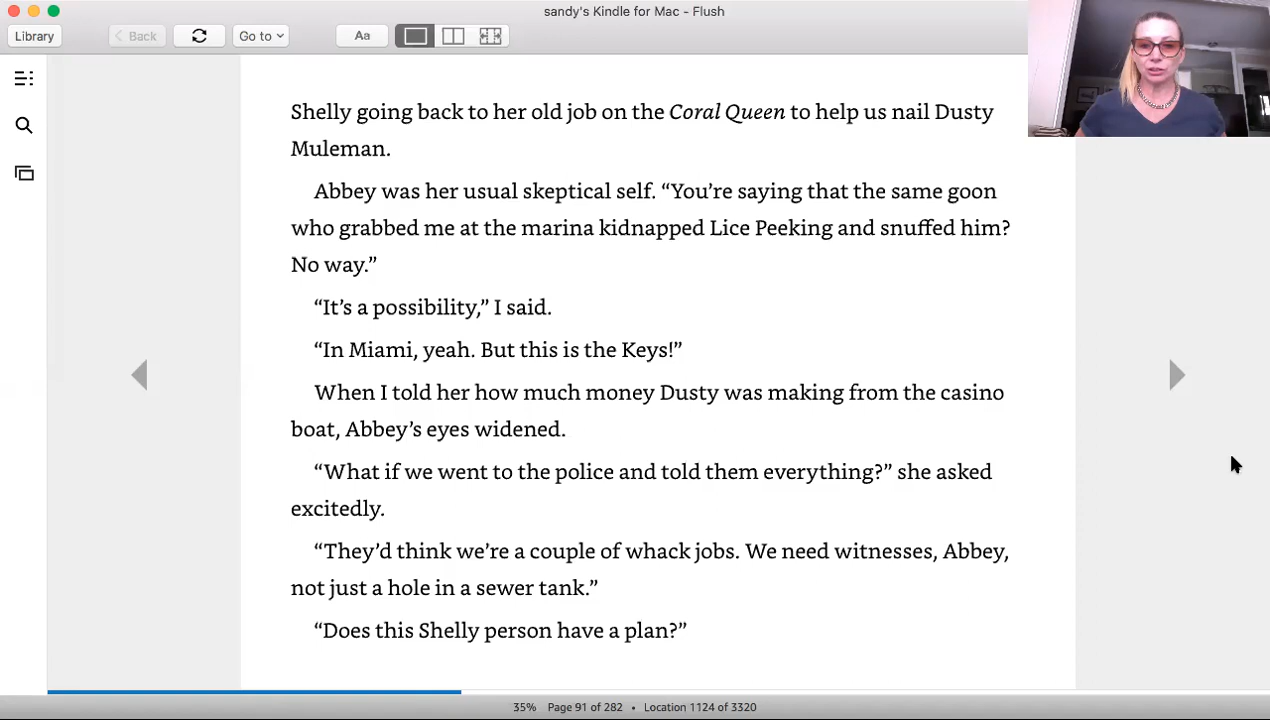 sandy's Kindle for Mac - Flush
Library
Back
Go to
Aa
Shelly going back to her old job on the Coral Queen to help us nail Dusty
Muleman.
Abbey was her usual skeptical self. “You’re saying that the same goon
who grabbed me at the marina kidnapped Lice Peeking and snuffed him?
No way.”
“It’s a possibility,” I said.
“In Miami, yeah. But this is the Keys!”
When I told her how much money Dusty was making from the casino
boat, Abbey’s eyes widened.
“What if we went to the police and told them everything?” she asked
excitedly.
“They’d think we’re a couple of whack jobs. We need witnesses, Abbey,
not just a hole in a sewer tank.”
“Does this Shelly person have a plan?”
35% Page 91 of 282 • Location 1124 of 3320